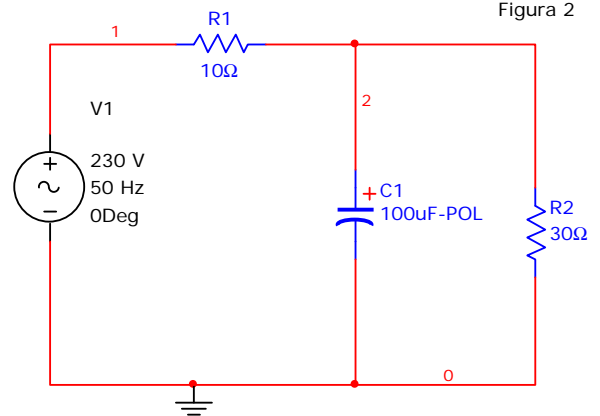 Figura 2
R1
1
10Ω
V1
2
230 V
50 Hz
0Deg
C1
100uF-POL
R2
30Ω
0